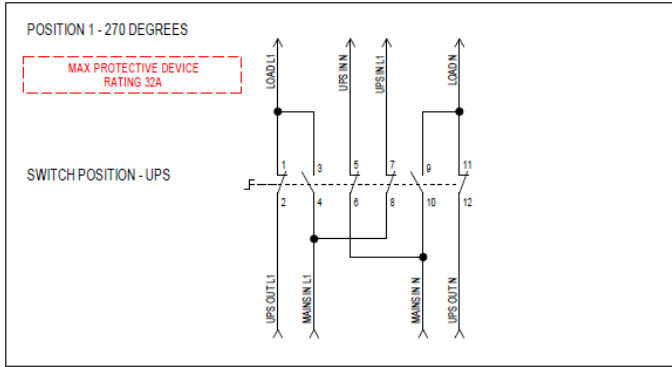 POSITION 1 - 270 DEGREES
MAX PROTECTIVE DEVICE
RATING 32A
LOAD L1
UPS IN N
UPS IN L1
LOAD N
SWITCH POSITION - UPS
1
3
5
7
9
11
2
4
6
8
10
12
UPS OUT L1
MAINS IN L1
MAINS IN N
UPS OUT N